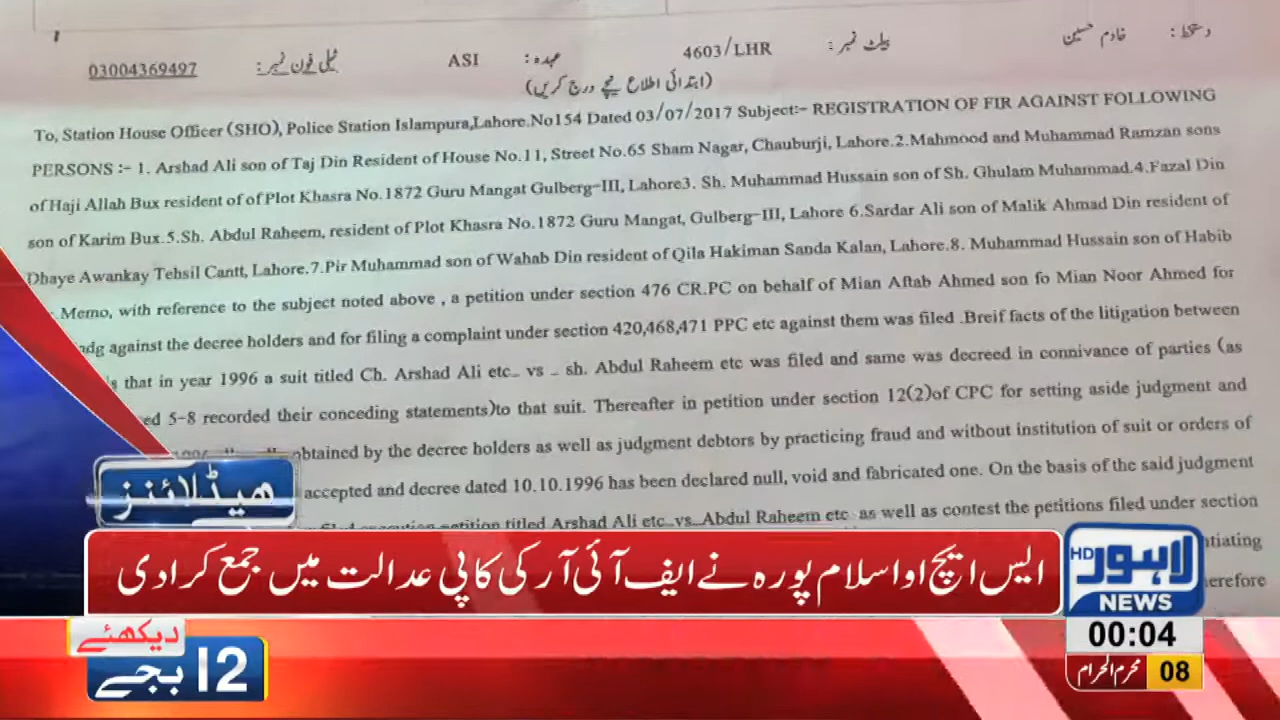 دستخط: خادم حسین بیلٹ نمبر: 4603/LHR عہدہ: ASI ٹیلی فون نمبر: 03004369497
(ابتدائی اطلاع نیچے درج کریں)
To, Station House Officer (SHO), Police Station Islampura,Lahore.No154 Dated 03/07/2017 Subject:- REGISTRATION OF FIR AGAINST FOLLOWING
PERSONS :- 1. Arshad Ali son of Taj Din Resident of House No.11, Street No.65 Sham Nagar, Chauburji, Lahore.2.Mahmood and Muhammad Ramzan sons
of Haji Allah Bux resident of of Plot Khasra No.1872 Guru Mangat Gulberg-III, Lahore3. Sh. Muhammad Hussain son of Sh. Ghulam Muhammad.4.Fazal Din
son of Karim Bux.5.Sh. Abdul Raheem, resident of Plot Khasra No.1872 Guru Mangat, Gulberg-III, Lahore 6.Sardar Ali son of Malik Ahmad Din resident of
Dhaye Awankay Tehsil Cantt, Lahore.7.Pir Muhammad son of Wahab Din resident of Qila Hakiman Sanda Kalan, Lahore.8. Muhammad Hussain son of Habib
Memo, with reference to the subject noted above , a petition under section 476 CR.PC on behalf of Mian Aftab Ahmed son fo Mian Noor Ahmed for
against the decree holders and for filing a complaint under section 420,468,471 PPC etc against them was filed .Breif facts of the litigation between
that in year 1996 a suit titled Ch. Arshad Ali etc_ vs _ sh. Abdul Raheem etc was filed and same was decreed in connivance of parties (as
5-8 recorded their conceding statements)to that suit. Thereafter in petition under section 12(2)of CPC for setting aside judgment and
obtained by the decree holders as well as judgment debtors by practicing fraud and without institution of suit or orders of
accepted and decree dated 10.10.1996 has been declared null, void and fabricated one. On the basis of the said judgment
petition titled Arshad Ali etc_vs_Abdul Raheem etc as well as contest the petitions filed under section
ہیڈلائنز
ایس ایچ او اسلام پورہ نے ایف آئی آر کی کاپی عدالت میں جمع کرا دی
لاہور HD
NEWS
00:04
08 محرم الحرام
دیکھئے
12 بجے